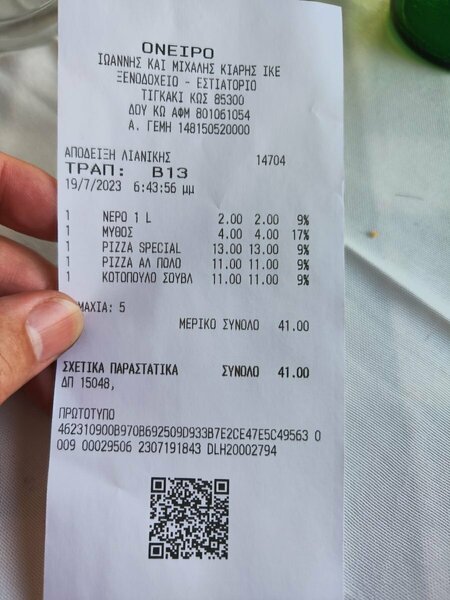 ΟΝΕΙΡΟ
ΙΩΑΝΝΗΣ ΚΑΙ ΜΙΧΑΛΗΣ ΚΙΑΡΗΣ ΙΚΕ
ΞΕΝΟΔΟΧΕΙΟ - ΕΣΤΙΑΤΟΡΙΟ
ΤΙΓΚΑΚΙ ΚΩΣ 85300
ΔΟΥ ΚΩ ΑΦΜ 801061054
Α. ΓΕΜΗ 148150520000
ΑΠΟΔΕΙΞΗ ΛΙΑΝΙΚΗΣ 14704
ΤΡΑΠ: B13
19/7/2023 6:43:56 μμ
1 ΝΕΡΟ 1 L 2.00 2.00 9%
1 ΜΥΘΟΣ 4.00 4.00 17%
1 PIZZA SPECIAL 13.00 13.00 9%
1 PIZZA ΑΛ ΠΟΛΟ 11.00 11.00 9%
1 ΚΟΤΟΠΟΥΛΟ ΣΟΥΒΛ 11.00 11.00 9%
ΜΑΧΙΑ: 5
ΜΕΡΙΚΟ ΣΥΝΟΛΟ 41.00
ΣΧΕΤΙΚΑ ΠΑΡΑΣΤΑΤΙΚΑ ΣΥΝΟΛΟ 41.00
ΔΠ 15048,
ΠΡΩΤΟΤΥΠΟ
462310900B970B692509D933B7E2CE47E5C49563 0
009 00029506 2307191843 DLH20002794